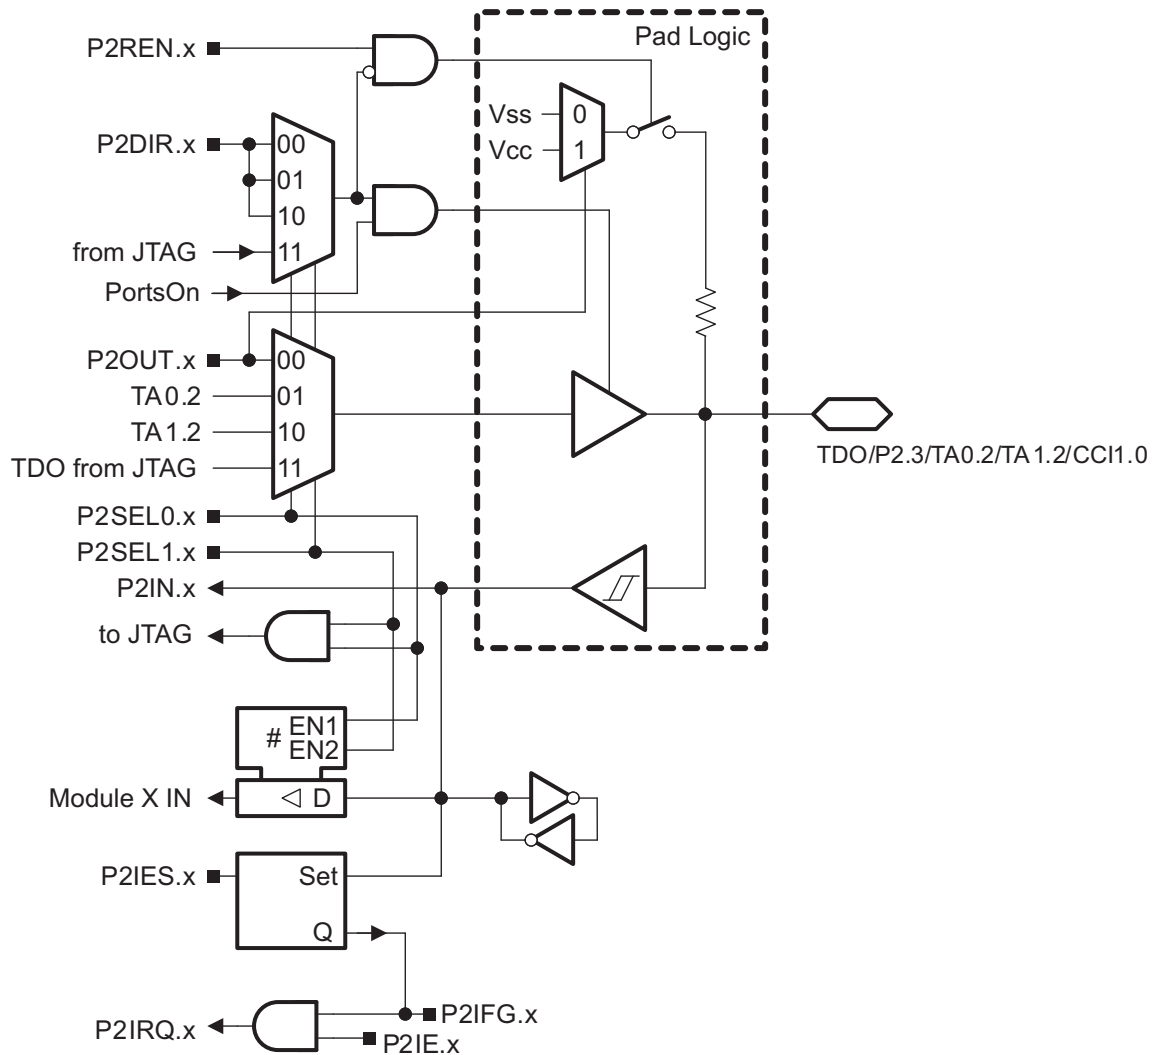 Pad Logic
P2REN.x
Vss
0
Vcc
1
P2DIR.x
00
01
10
from JTAG
11
PortsOn
P2OUT.x
00
TA0.2
01
TA1.2
10
TDO from JTAG
11
TDO/P2.3/TA0.2/TA1.2/CCI1.0
P2SEL0.x
P2SEL1.x
P2IN.x
to JTAG
# EN1
EN2
Module X IN
D
P2IES.x
Set
Q
P2IFG.x
P2IRQ.x
P2IE.x